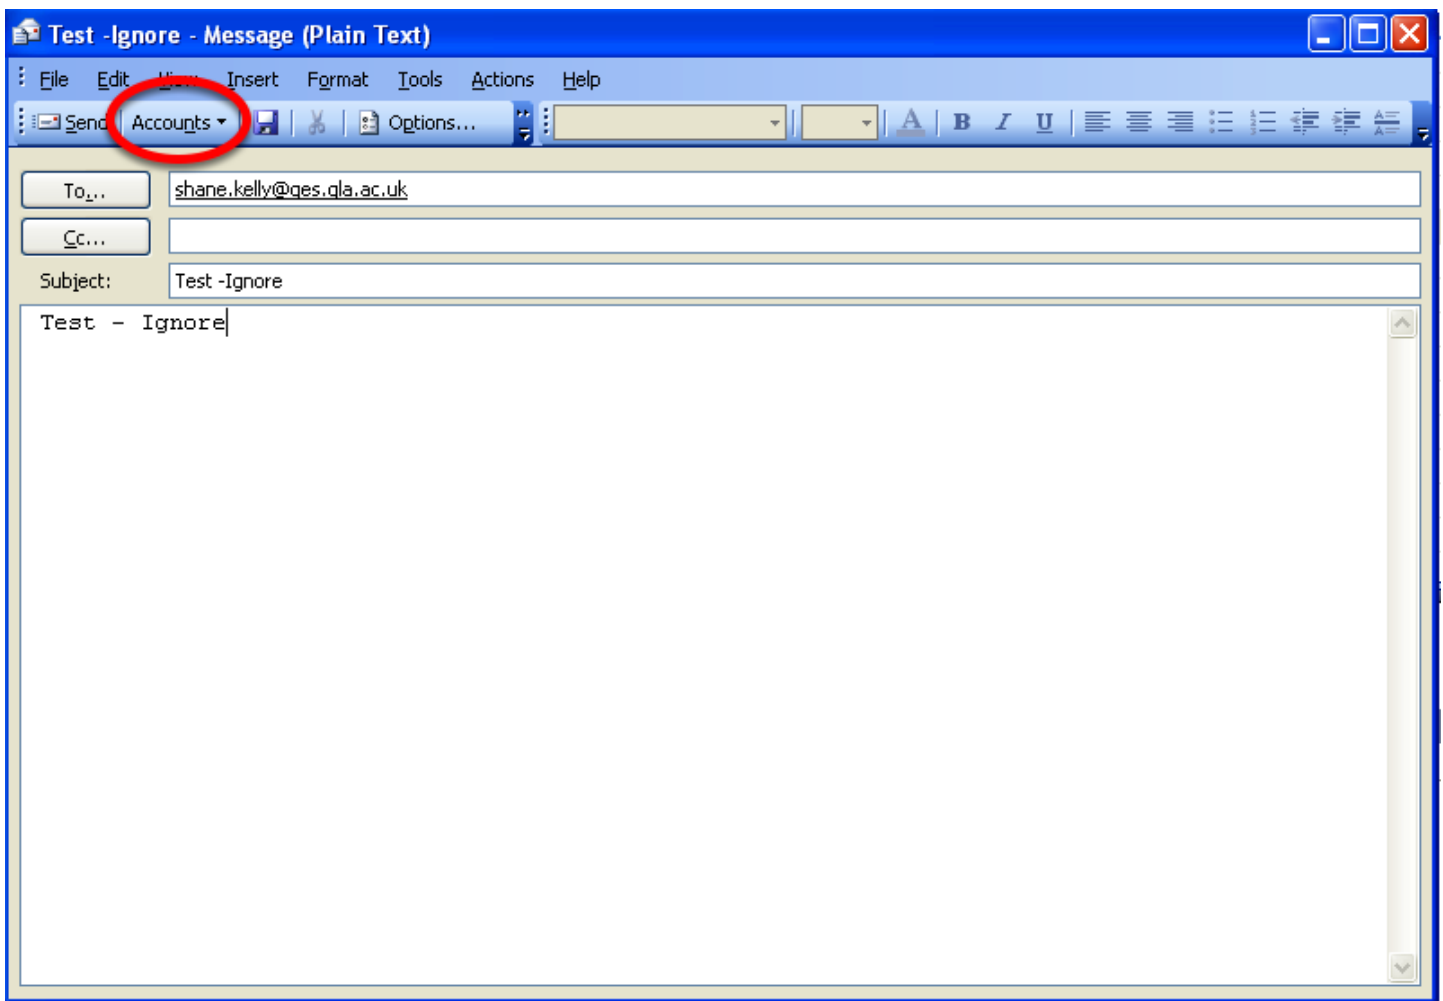 Test -Ignore - Message (Plain Text)
File Edit View Insert Format Tools Actions Help
Send Accounts Options... A B I U
To... shane.kelly@ges.gla.ac.uk
Cc...
Subject: Test -Ignore
Test - Ignore